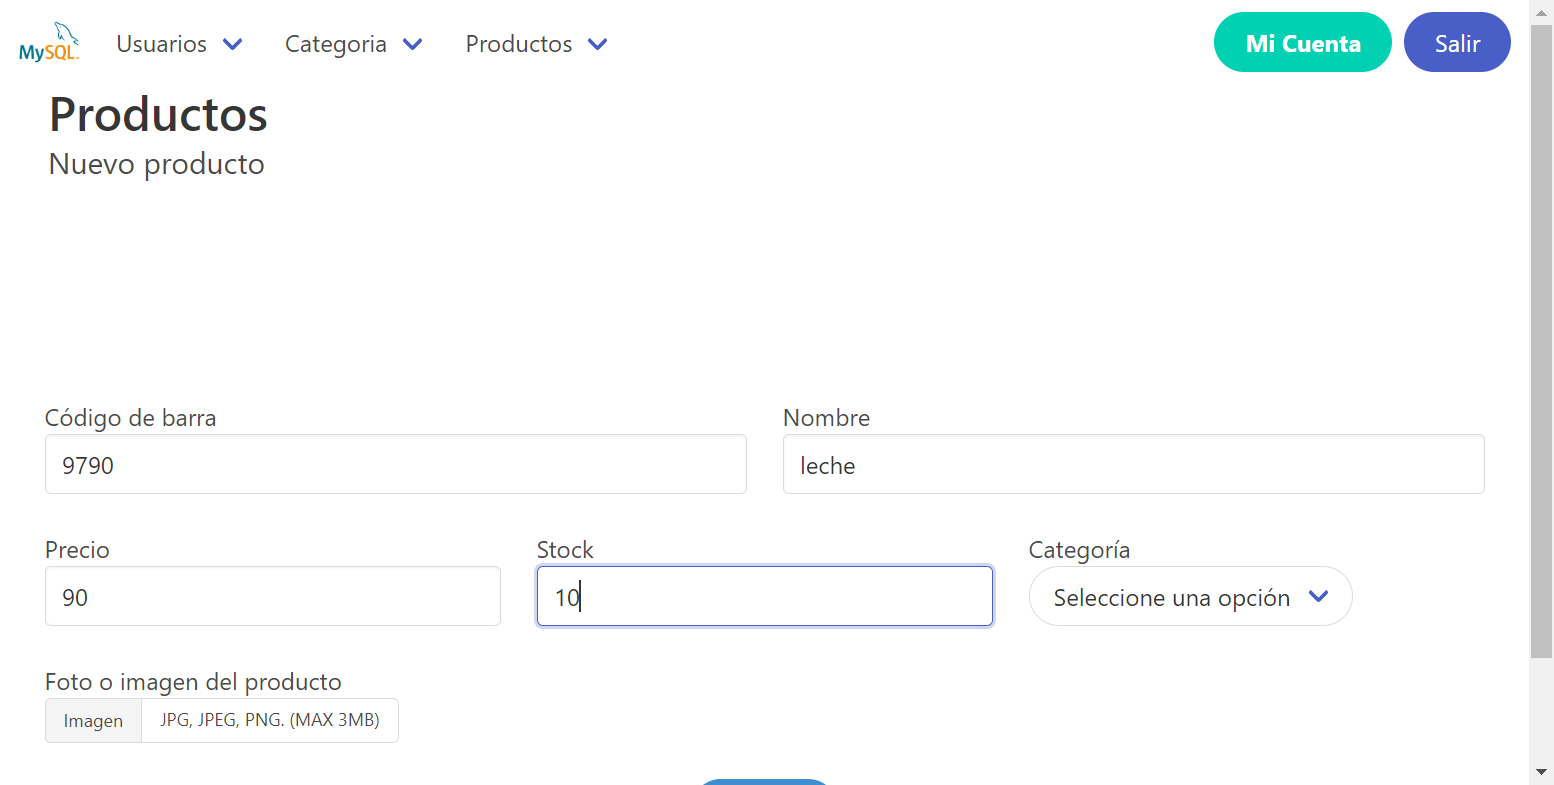 MySQL. Usuarios Categoria Productos Mi Cuenta Salir
Productos
Nuevo producto
Código de barra Nombre
9790 leche
Precio Stock Categoría
90 10 Seleccione una opción
Foto o imagen del producto
Imagen JPG, JPEG, PNG. (MAX 3MB)